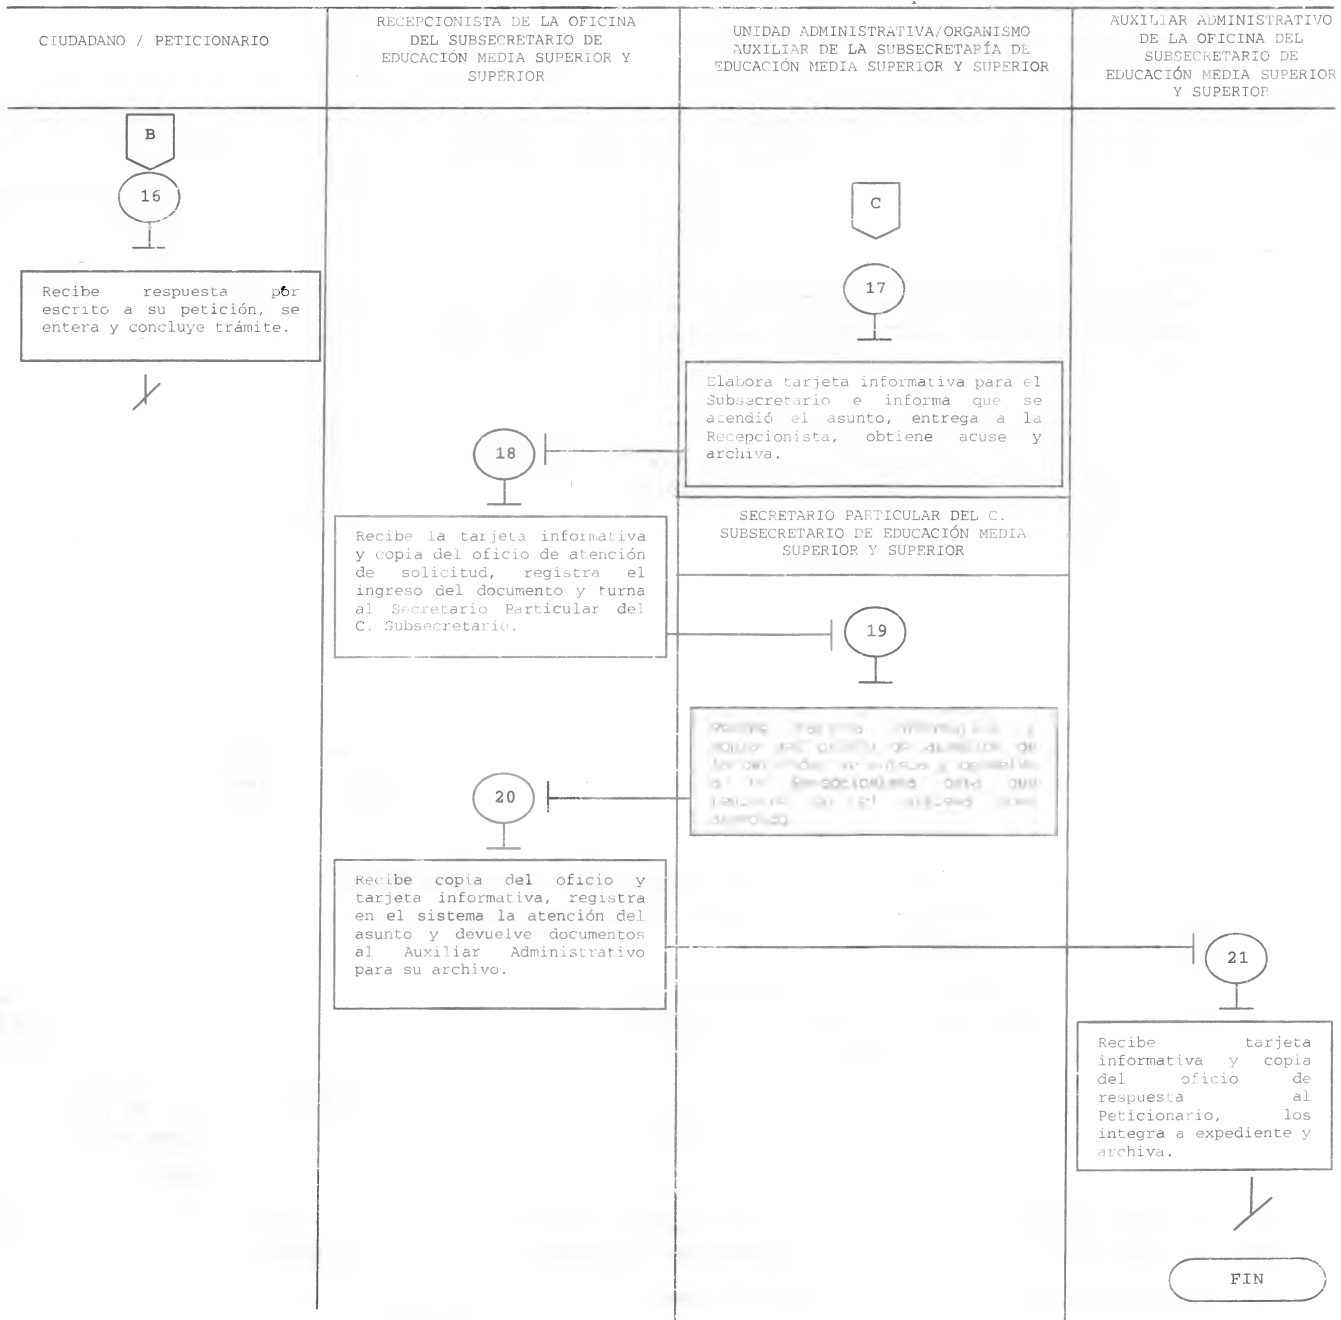 CIUDADANO / PETICIONARIO
RECEPCIONISTA DE LA OFICINA
DEL SUBSECRETARIO DE
EDUCACIÓN MEDIA SUPERIOR Y
SUPERIOR
UNIDAD ADMINISTRATIVA/ORGANISMO
AUXILIAR DE LA SUBSECRETARÍA DE
EDUCACIÓN MEDIA SUPERIOR Y SUPERIOR
AUXILIAR ADMINISTRATIVO
DE LA OFICINA DEL
SUBSECRETARIO DE
EDUCACIÓN MEDIA SUPERIOR
Y SUPERIOR
B
16
Recibe respuesta por
escrito a su petición, se
entera y concluye trámite.
C
17
Elabora tarjeta informativa para el
Subsecretario e informa que se
atendió el asunto, entrega a la
Recepcionista, obtiene acuse y
archiva.
18
Recibe la tarjeta informativa
y copia del oficio de atención
de solicitud, registra el
ingreso del documento y turna
al Secretario Particular del
C. Subsecretario.
SECRETARIO PARTICULAR DEL C.
SUBSECRETARIO DE EDUCACIÓN MEDIA
SUPERIOR Y SUPERIOR
19
tarjeta
del de atención de
Recepcionista
20
Recibe copia del oficio y
tarjeta informativa, registra
en el sistema la atención del
asunto y devuelve documentos
al Auxiliar Administrativo
para su archivo.
21
Recibe tarjeta
informativa y copia
del oficio de
respuesta al
Peticionario, los
integra a expediente y
archiva.
FIN